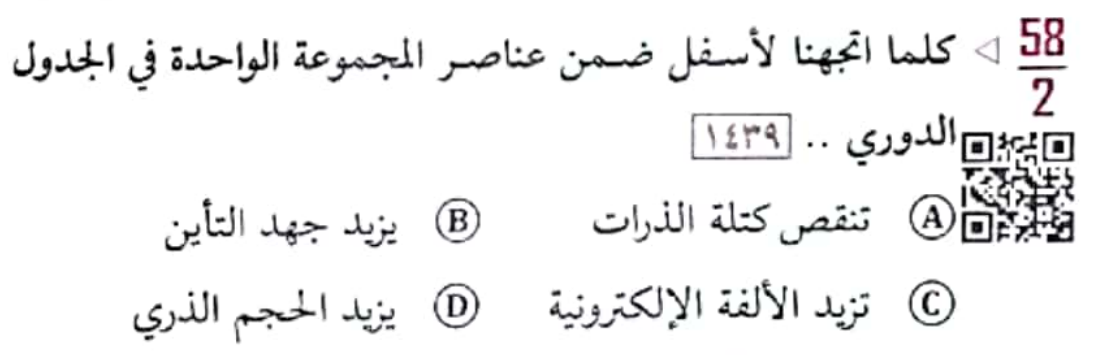 58/2 ◁ كلما اتجهنا لأسفل ضمن عناصر المجموعة الواحدة في الجدول
الدوري .. ١٤٣٩
Ⓐ تنقص كتلة الذرات Ⓑ يزيد جهد التأين
Ⓒ تزيد الألفة الإلكترونية Ⓓ يزيد الحجم الذري